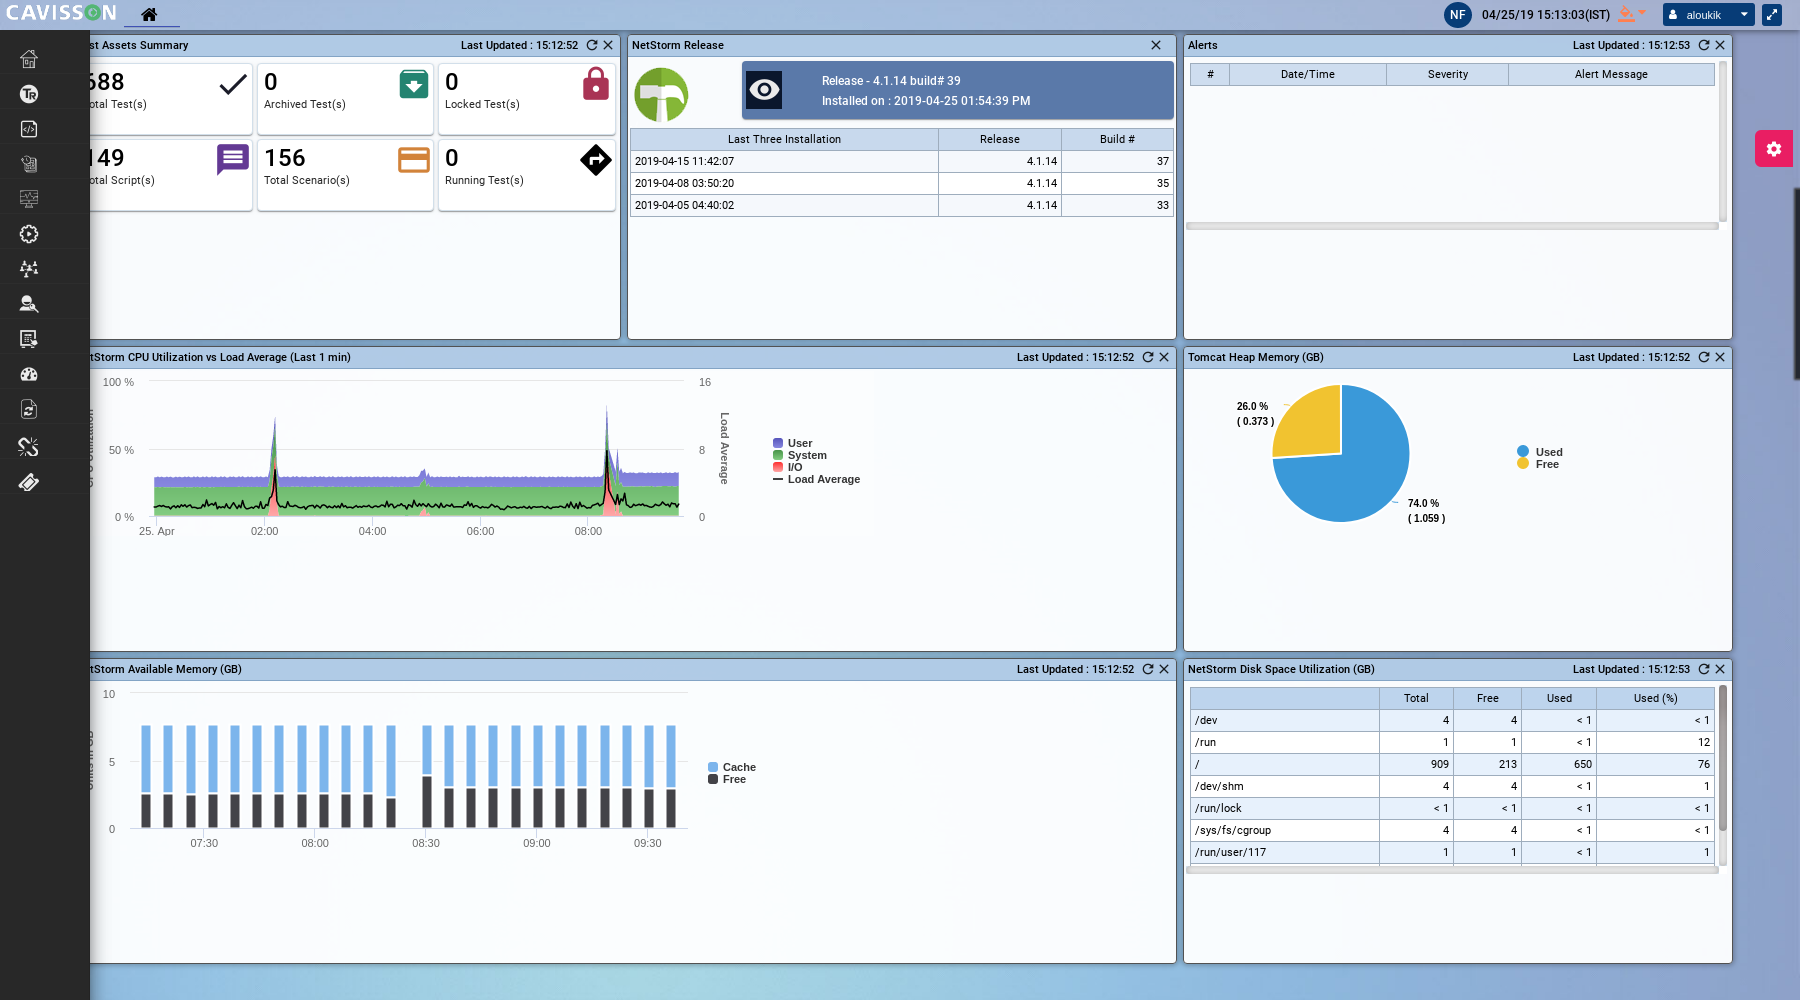 CAVISSON
NF 04/25/19 15:13:03(IST) aloukik
st Assets Summary Last Updated : 15:12:52
688 0 0
otal Test(s) Archived Test(s) Locked Test(s)
149 156 0
otal Script(s) Total Scenario(s) Running Test(s)
NetStorm Release
Release - 4.1.14 build# 39
Installed on : 2019-04-25 01:54:39 PM
Last Three Installation Release Build #
2019-04-15 11:42:07 4.1.14 37
2019-04-08 03:50:20 4.1.14 35
2019-04-05 04:40:02 4.1.14 33
Alerts Last Updated : 15:12:53
# Date/Time Severity Alert Message
tStorm CPU Utilization vs Load Average (Last 1 min) Last Updated : 15:12:52
100 % 16
50 % 8
0 % 0
Load Average
25. Apr 02:00 04:00 06:00 08:00
User
System
I/O
Load Average
Tomcat Heap Memory (GB) Last Updated : 15:12:52
26.0 %
( 0.373 )
74.0 %
( 1.059 )
Used
Free
tStorm Available Memory (GB) Last Updated : 15:12:52
10
5
0
07:30 08:00 08:30 09:00 09:30
Cache
Free
NetStorm Disk Space Utilization (GB) Last Updated : 15:12:53
Total Free Used Used (%)
/dev 4 4 < 1 < 1
/run 1 1 < 1 12
/ 909 213 650 76
/dev/shm 4 4 < 1 1
/run/lock < 1 < 1 < 1 < 1
/sys/fs/cgroup 4 4 < 1 < 1
/run/user/117 1 1 < 1 1